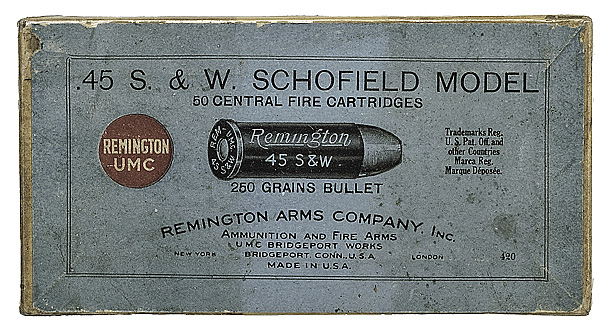 .45 S. & W. SCHOFIELD MODEL
50 CENTRAL FIRE CARTRIDGES
REMINGTON
-UMC-
REM-UMC
45 S&W
Remington
45 S&W
Trademarks Reg.
U.S. Pat. Off. and
other Countries
Marca Reg.
Marque Déposée.
250 GRAINS BULLET
REMINGTON ARMS COMPANY, INC.
AMMUNITION AND FIRE ARMS
UMC BRIDGEPORT WORKS
NEW YORK BRIDGEPORT, CONN., U.S.A. LONDON 420
MADE IN U.S.A.